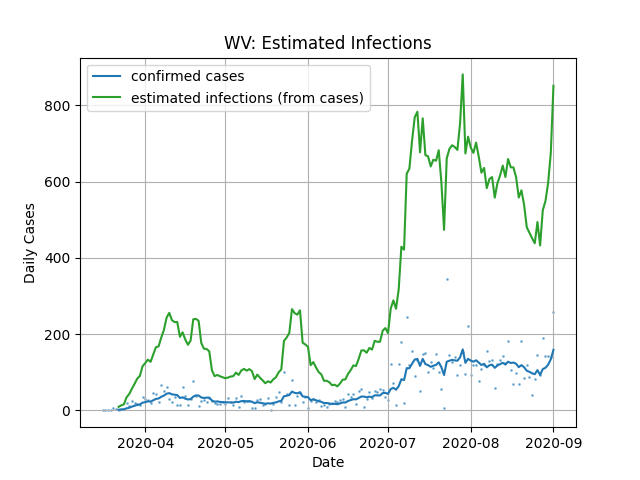 WV: Estimated Infections
confirmed cases
estimated infections (from cases)
Daily Cases
800
600
400
200
0
2020-04 2020-05 2020-06 2020-07 2020-08 2020-09
Date